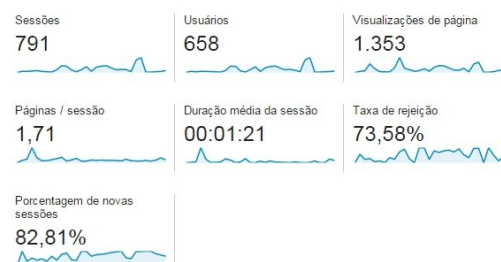 Sessões
791
Usuários
658
Visualizações de página
1.353
Páginas / sessão
1,71
Duração média da sessão
00:01:21
Taxa de rejeição
73,58%
Porcentagem de novas
sessões
82,81%